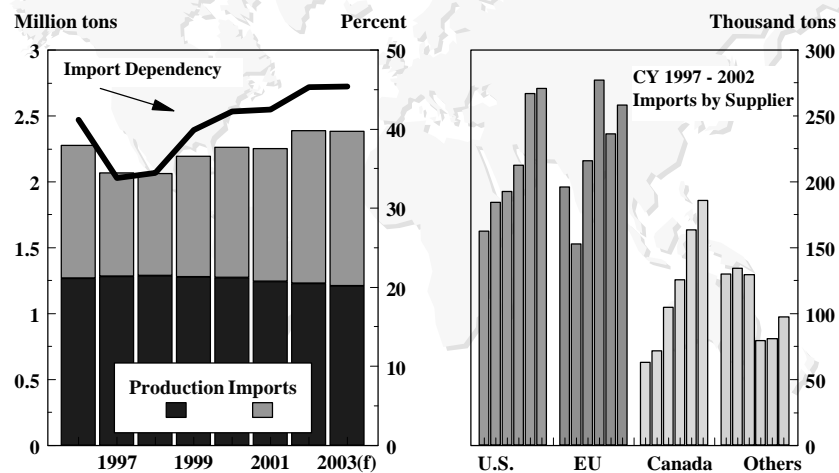 Million tons
Percent
3
2.5
2
1.5
1
0.5
0
50
40
30
20
10
0
Import Dependency
Production Imports
1997
1999
2001
2003(f)
Thousand tons
300
250
200
150
100
50
0
CY 1997 - 2002
Imports by Supplier
U.S.
EU
Canada
Others